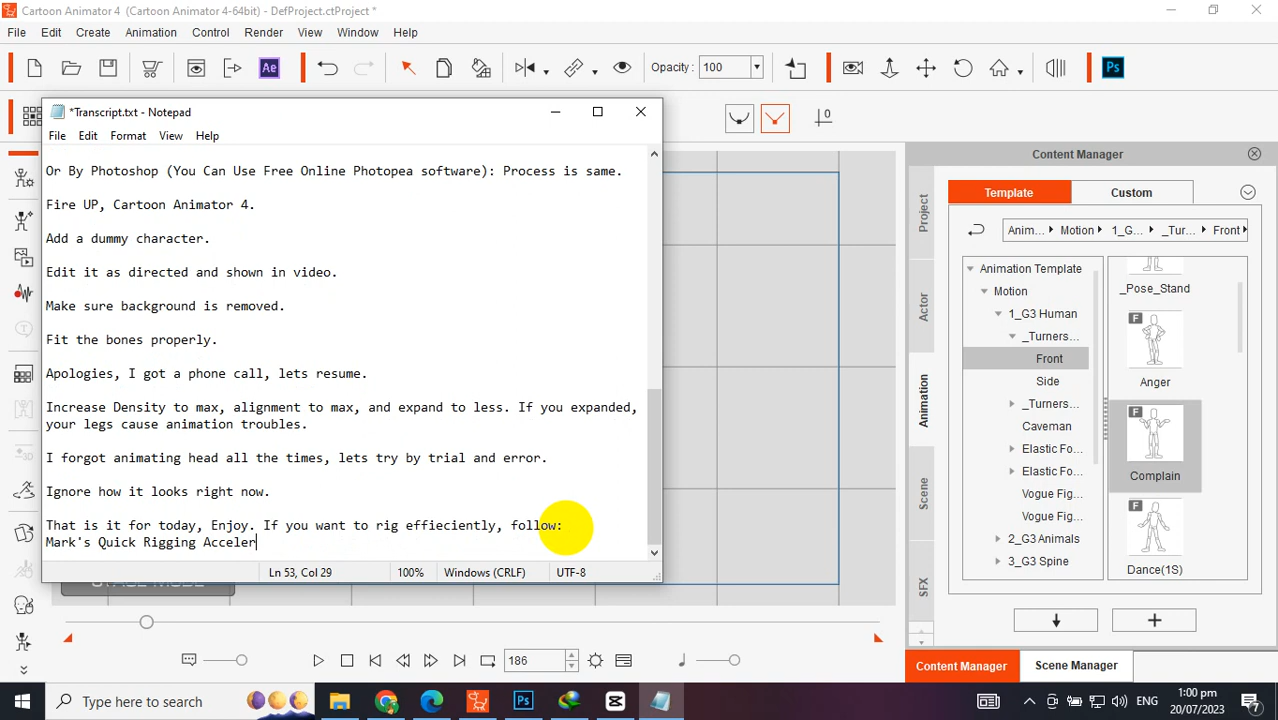 Cartoon Animator 4 (Cartoon Animator 4-64bit) - DefProject.ctProject *
File Edit Create Animation Control Render View Window Help
Ae
Opacity : 100
Ps
*Transcript.txt - Notepad
File Edit Format View Help
Or By Photoshop (You Can Use Free Online Photopea software): Process is same.
Fire UP, Cartoon Animator 4.
Add a dummy character.
Edit it as directed and shown in video.
Make sure background is removed.
Fit the bones properly.
Apologies, I got a phone call, lets resume.
Increase Density to max, alignment to max, and expand to less. If you expanded,
your legs cause animation troubles.
I forgot animating head all the times, lets try by trial and error.
Ignore how it looks right now.
That is it for today, Enjoy. If you want to rig effieciently, follow:
Mark's Quick Rigging Acceler
Ln 53, Col 29 100% Windows (CRLF) UTF-8
STAGE MODE
0
Content Manager
Template Custom
Anim... Motion 1_G... _Tur... Front
Project
Actor
Animation
Scene
SFX
Animation Template
Motion
1_G3 Human
_Turners...
Front
Side
_Turners...
Caveman
Elastic Fo...
Elastic Fo...
Vogue Fig...
Vogue Fig...
2_G3 Animals
3_G3 Spine
_Pose_Stand
F
Anger
F
Complain
F
Dance(1S)
186
Content Manager Scene Manager
Type here to search
Ps
ENG
1:00 pm
20/07/2023
7